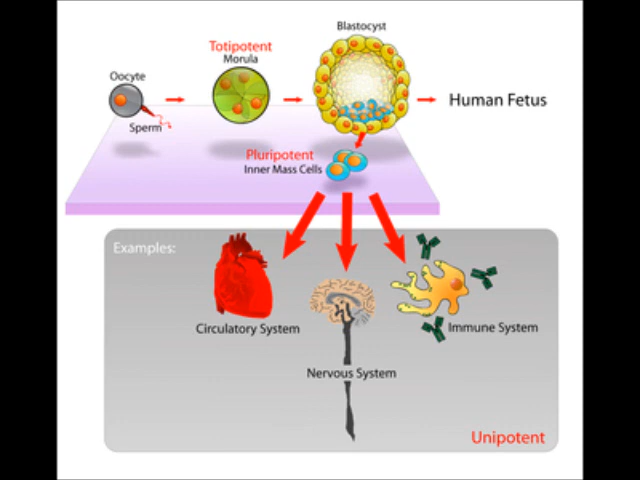 Blastocyst
Totipotent
Morula
Oocyte
Human Fetus
Sperm
Pluripotent
Inner Mass Cells
Examples:
Circulatory System
Immune System
Nervous System
Unipotent